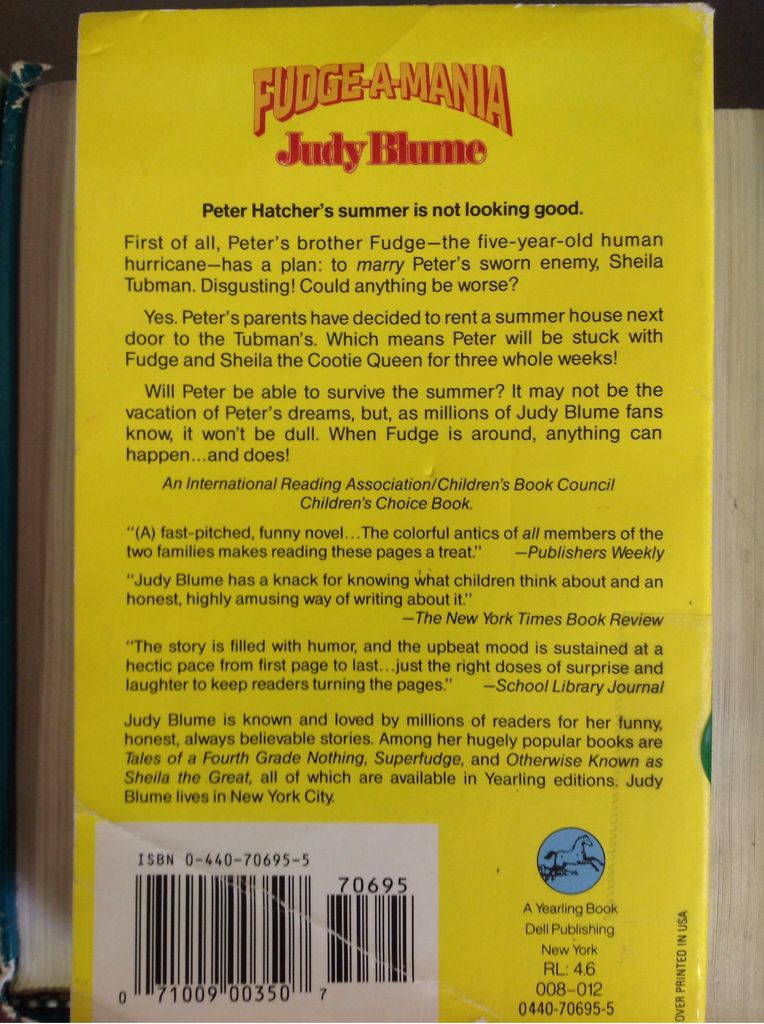 FUDGE-A-MANIA
Judy Blume
Peter Hatcher's summer is not looking good.
First of all, Peter's brother Fudge—the five-year-old human
hurricane—has a plan: to marry Peter's sworn enemy, Sheila
Tubman. Disgusting! Could anything be worse?
Yes. Peter's parents have decided to rent a summer house next
door to the Tubman's. Which means Peter will be stuck with
Fudge and Sheila the Cootie Queen for three whole weeks!
Will Peter be able to survive the summer? It may not be the
vacation of Peter's dreams, but, as millions of Judy Blume fans
know, it won't be dull. When Fudge is around, anything can
happen...and does!
An International Reading Association/Children's Book Council
Children's Choice Book.
"(A) fast-pitched, funny novel...The colorful antics of all members of the
two families makes reading these pages a treat." —Publishers Weekly
"Judy Blume has a knack for knowing what children think about and an
honest, highly amusing way of writing about it."
—The New York Times Book Review
"The story is filled with humor, and the upbeat mood is sustained at a
hectic pace from first page to last...just the right doses of surprise and
laughter to keep readers turning the pages." —School Library Journal
Judy Blume is known and loved by millions of readers for her funny,
honest, always believable stories. Among her hugely popular books are
Tales of a Fourth Grade Nothing, Superfudge, and Otherwise Known as
Sheila the Great, all of which are available in Yearling editions. Judy
Blume lives in New York City.
ISBN 0-440-70695-5
70695
0 71009 00350 7
A Yearling Book
Dell Publishing
New York
RL: 4.6
008–012
0440-70695-5
OVER PRINTED IN USA